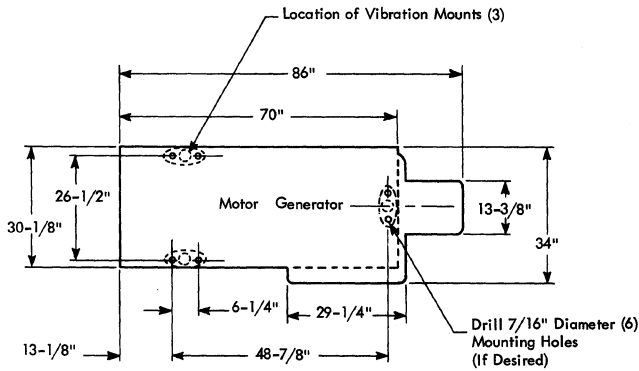 Location of Vibration Mounts (3)
86"
70"
26-1/2"
30-1/8"
Motor Generator
13-3/8"
34"
6-1/4"
29-1/4"
13-1/8"
48-7/8"
Drill 7/16" Diameter (6)
Mounting Holes
(If Desired)